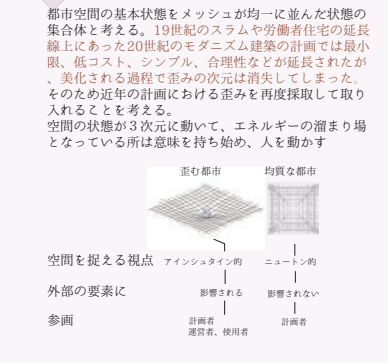 都市空間の基本状態をメッシュが均一に並んだ状態の
集合体と考える。19世紀のスラムや労働者住宅の延長
線上にあった20世紀のモダニズム建築の計画では最小
限、低コスト、シンプル、合理性などが延長されたが
、美化される過程で歪みの次元は消失してしまった。
そのため近年の計画における歪みを再度採取して取り
入れることを考える。
空間の状態が３次元に動いて、エネルギーの溜まり場
となっている所は意味を持ち始め、人を動かす
歪む都市 均質な都市
空間を捉える視点 アインシュタイン的 ニュートン的
外部の要素に 影響される 影響されない
参画 計画者 計画者
運営者、使用者